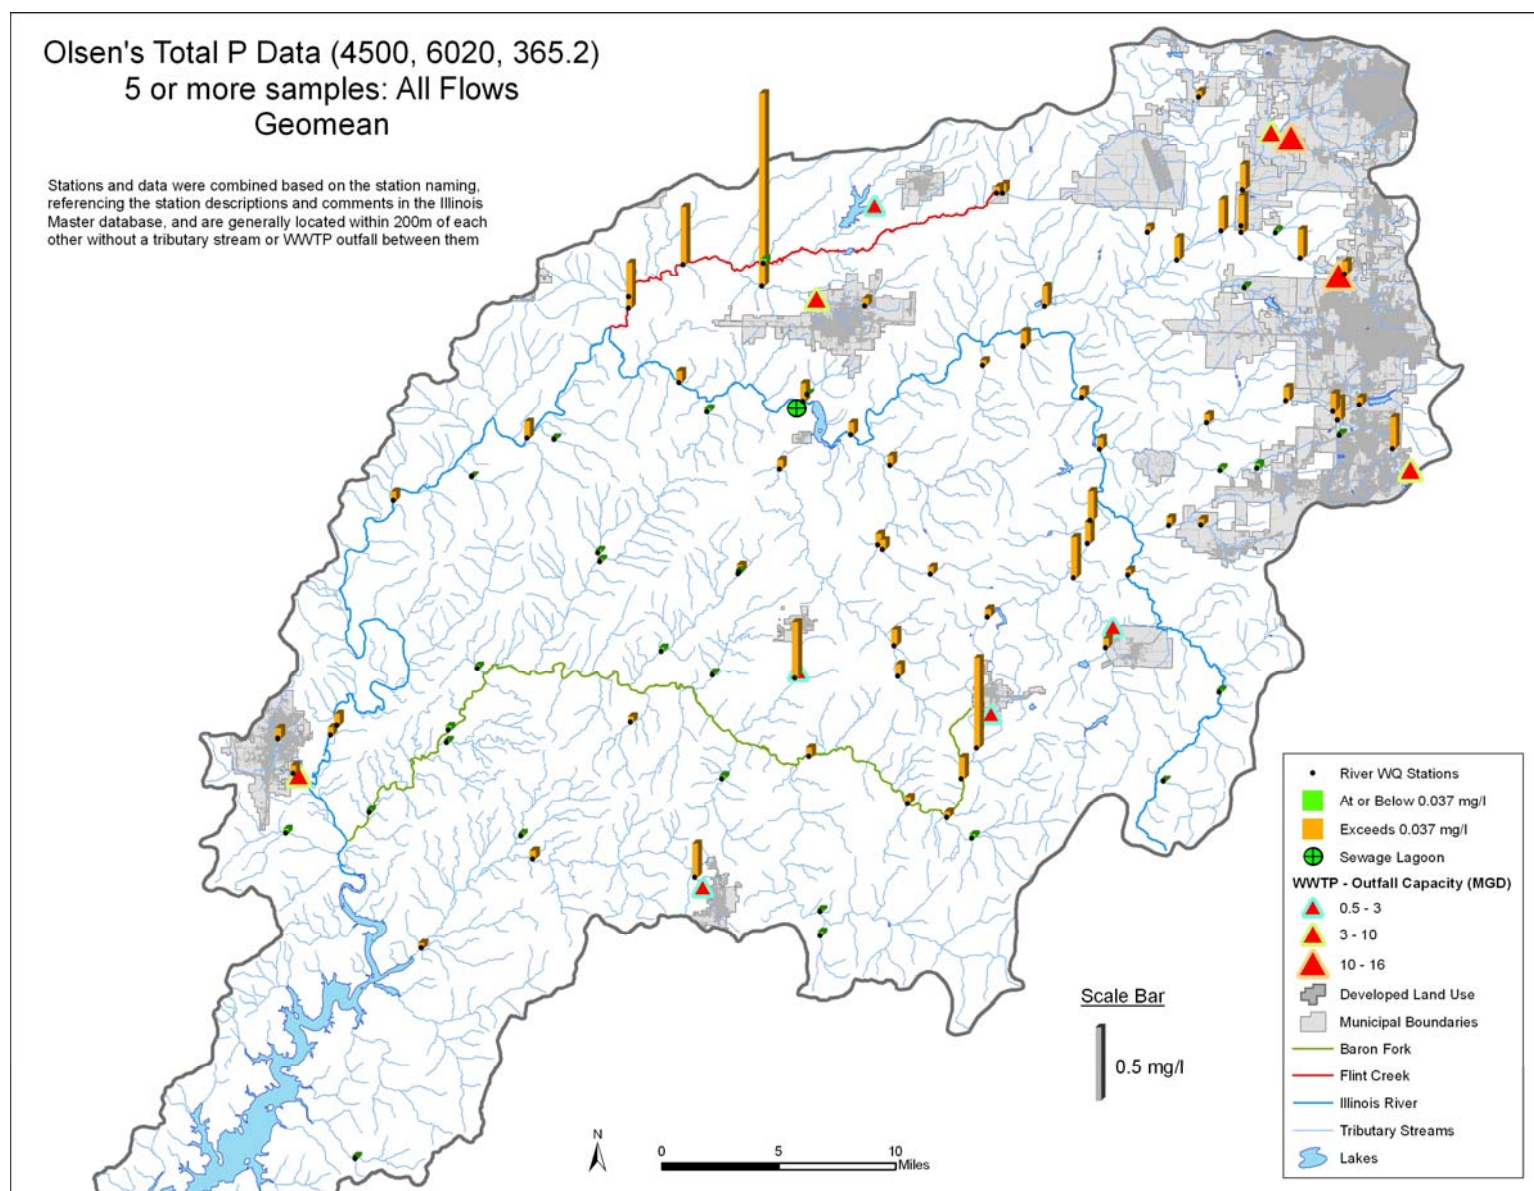 Olsen's Total P Data (4500, 6020, 365.2)
5 or more samples: All Flows
Geomean
Stations and data were combined based on the station naming,
referencing the station descriptions and comments in the Illinois
Master database, and are generally located within 200m of each
other without a tributary stream or WWTP outfall between them
River WQ Stations
At or Below 0.037 mg/l
Exceeds 0.037 mg/l
Sewage Lagoon
WWTP - Outfall Capacity (MGD)
0.5 - 3
3 - 10
10 - 16
Developed Land Use
Municipal Boundaries
Baron Fork
Flint Creek
Illinois River
Tributary Streams
Lakes
Scale Bar
0.5 mg/l
N
0 5 10
Miles